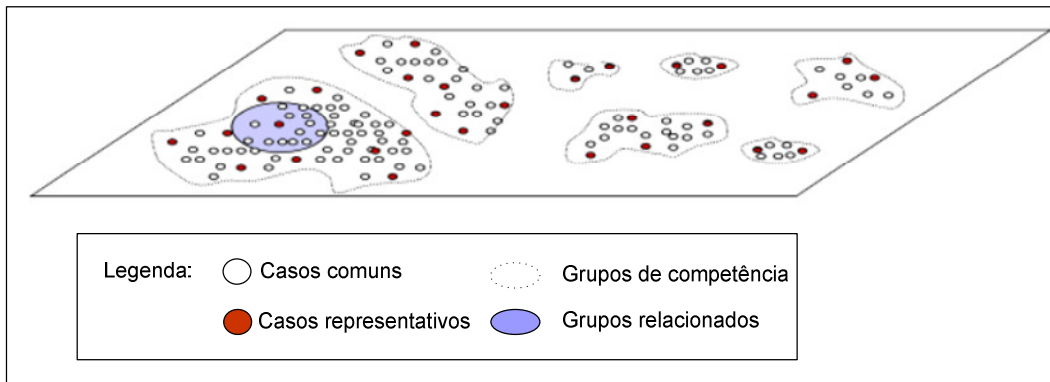 Legenda:
Casos comuns
Grupos de competência
Casos representativos
Grupos relacionados